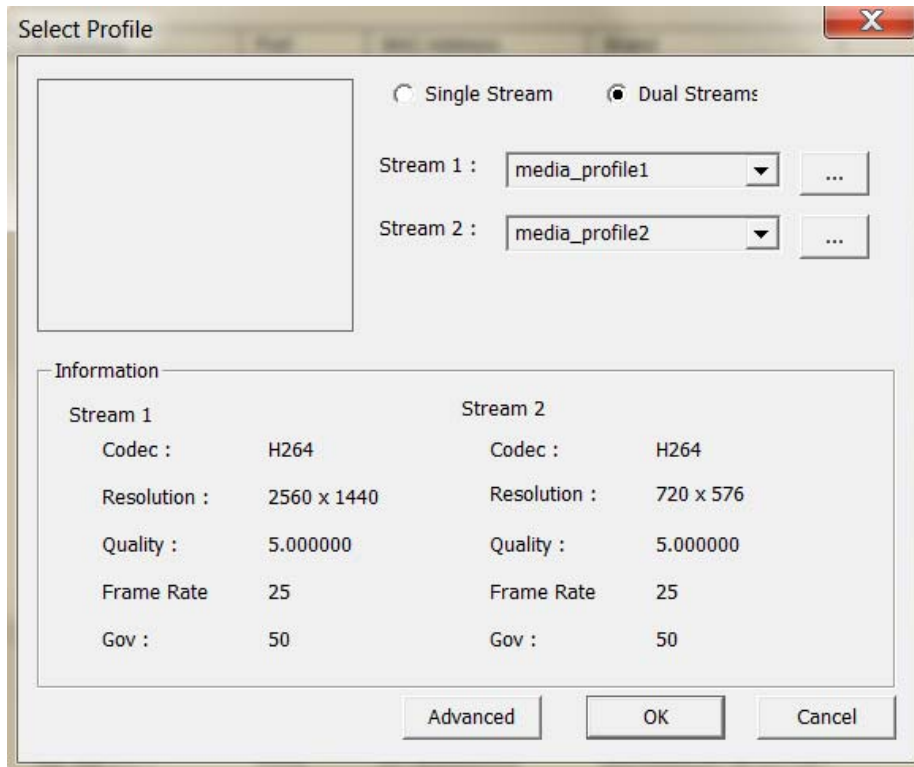 Select Profile
Single Stream
Dual Streams
Stream 1 :
media_profile1
...
Stream 2 :
media_profile2
...
Information
Stream 1
Codec :
H264
Resolution :
2560 x 1440
Quality :
5.000000
Frame Rate
25
Gov :
50
Stream 2
Codec :
H264
Resolution :
720 x 576
Quality :
5.000000
Frame Rate
25
Gov :
50
Advanced
OK
Cancel